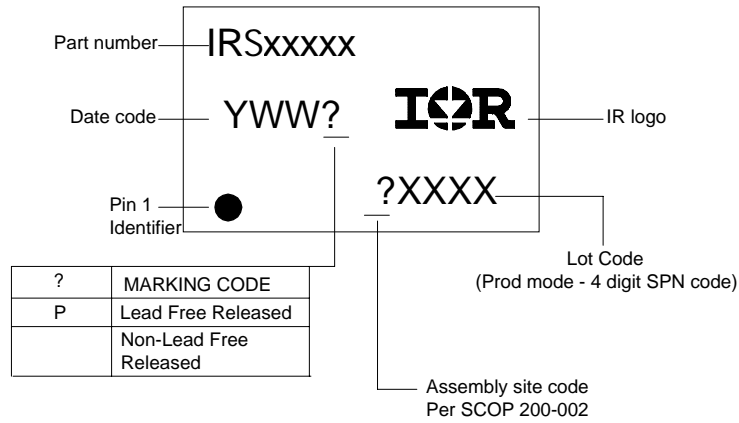 Part number
IRSxxxxx
Date code
YWW?
IOR
IR logo
?XXXX
Pin 1
Identifier
Lot Code
(Prod mode - 4 digit SPN code)
? MARKING CODE
P Lead Free Released
Non-Lead Free
Released
Assembly site code
Per SCOP 200-002